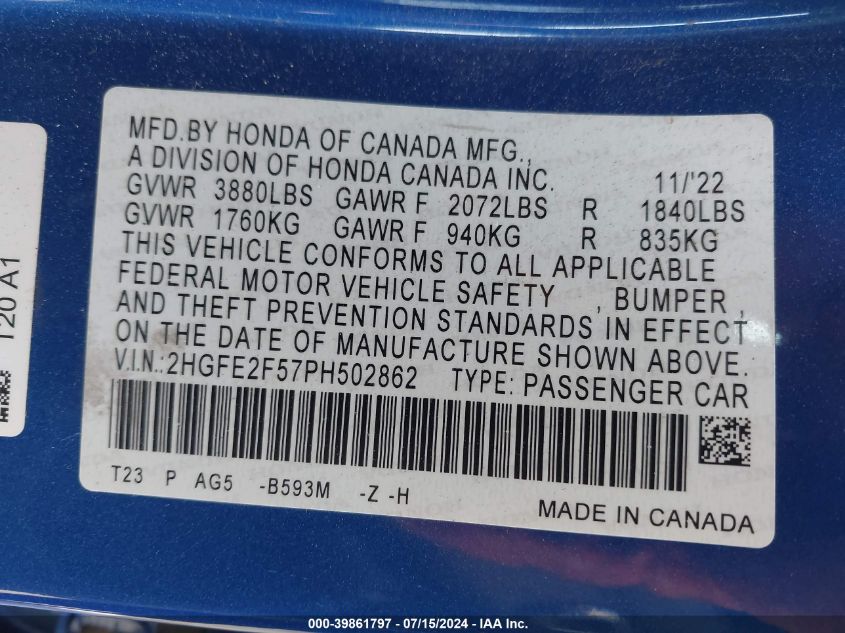 MFD.BY HONDA OF CANADA MFG.,
A DIVISION OF HONDA CANADA INC. 11/'22
GVWR 3880LBS GAWR F 2072LBS R 1840LBS
GVWR 1760KG GAWR F 940KG R 835KG
THIS VEHICLE CONFORMS TO ALL APPLICABLE
FEDERAL MOTOR VEHICLE SAFETY , BUMPER ,
AND THEFT PREVENTION STANDARDS IN EFFECT
ON THE DATE OF MANUFACTURE SHOWN ABOVE.
V.I.N.:2HGFE2F57PH502862 TYPE: PASSENGER CAR
T23 P AG5 -B593M -Z -H
MADE IN CANADA
T20 A1
000-39861797 - 07/15/2024 - IAA Inc.